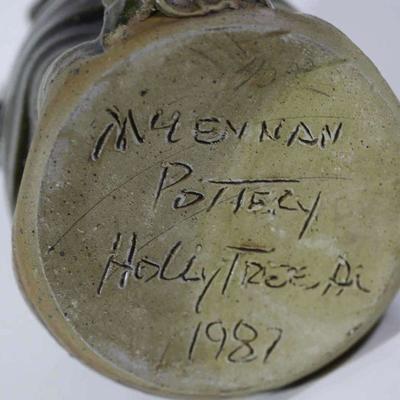 McLENNAN
POTTERY
HOLLYTREE, AL
1987